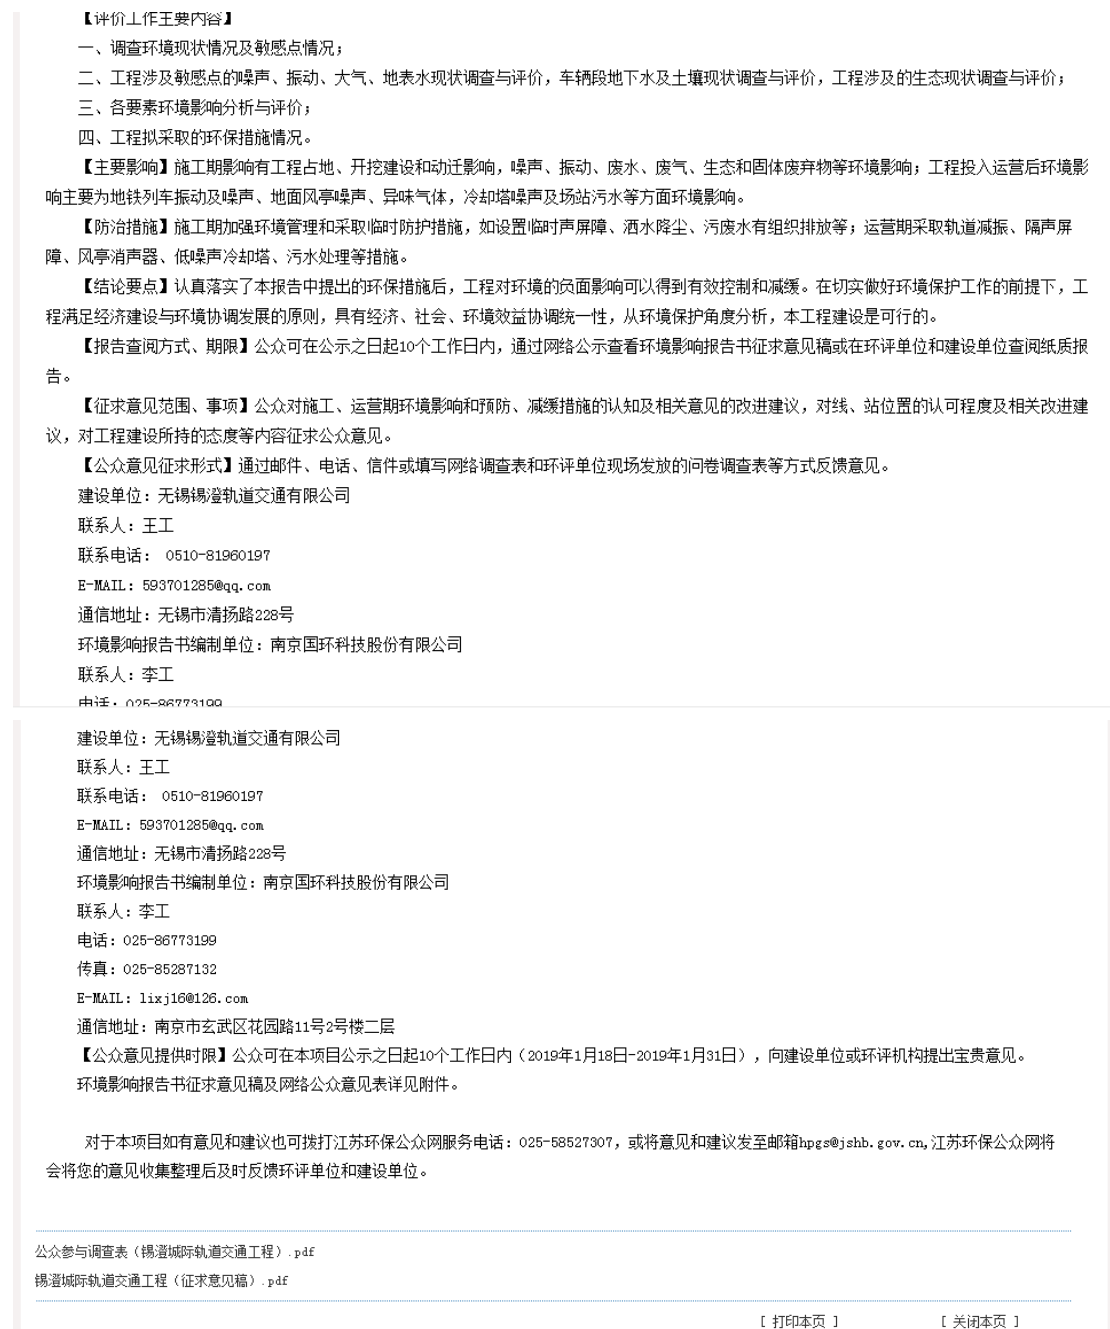 【评价工作主要内容】
一、调查环境现状情况及敏感点情况；
二、工程涉及敏感点的噪声、振动、大气、地表水现状调查与评价，车辆段地下水及土壤现状调查与评价，工程涉及的生态现状调查与评价；
三、各要素环境影响分析与评价；
四、工程拟采取的环保措施情况。
【主要影响】施工期影响有工程占地、开挖建设和动迁影响，噪声、振动、废水、废气、生态和固体废弃物等环境影响；工程投入运营后环境影
响主要为地铁列车振动及噪声、地面风亭噪声、异味气体，冷却塔噪声及场站污水等方面环境影响。
【防治措施】施工期加强环境管理和采取临时防护措施，如设置临时声屏障、洒水降尘、污废水有组织排放等；运营期采取轨道减振、隔声屏
障、风亭消声器、低噪声冷却塔、污水处理等措施。
【结论要点】认真落实了本报告中提出的环保措施后，工程对环境的负面影响可以得到有效控制和减缓。在切实做好环境保护工作的前提下，工
程满足经济建设与环境协调发展的原则，具有经济、社会、环境效益协调统一性，从环境保护角度分析，本工程建设是可行的。
【报告查阅方式、期限】公众可在公示之日起10个工作日内，通过网络公示查看环境影响报告书征求意见稿或在环评单位和建设单位查阅纸质报
告。
【征求意见范围、事项】公众对施工、运营期环境影响和预防、减缓措施的认知及相关意见的改进建议，对线、站位置的认可程度及相关改进建
议，对工程建设所持的态度等内容征求公众意见。
【公众意见征求形式】通过邮件、电话、信件或填写网络调查表和环评单位现场发放的问卷调查表等方式反馈意见。
建设单位：无锡锡澄轨道交通有限公司
联系人：王工
联系电话： 0510-81960197
E-MAIL：593701285@qq.com
通信地址：无锡市清扬路228号
环境影响报告书编制单位：南京国环科技股份有限公司
联系人：李工
电话：025-86773199
建设单位：无锡锡澄轨道交通有限公司
联系人：王工
联系电话： 0510-81960197
E-MAIL：593701285@qq.com
通信地址：无锡市清扬路228号
环境影响报告书编制单位：南京国环科技股份有限公司
联系人：李工
电话：025-86773199
传真：025-85287132
E-MAIL：lixj16@126.com
通信地址：南京市玄武区花园路11号2号楼二层
【公众意见提供时限】公众可在本项目公示之日起10个工作日内（2019年1月18日-2019年1月31日），向建设单位或环评机构提出宝贵意见。
环境影响报告书征求意见稿及网络公众意见表详见附件。
对于本项目如有意见和建议也可拨打江苏环保公众网服务电话：025-58527307，或将意见和建议发至邮箱hpgs@jshb.gov.cn,江苏环保公众网将
会将您的意见收集整理后及时反馈环评单位和建设单位。
公众参与调查表（锡澄城际轨道交通工程）.pdf
锡澄城际轨道交通工程（征求意见稿）.pdf
[ 打印本页 ] [ 关闭本页 ]